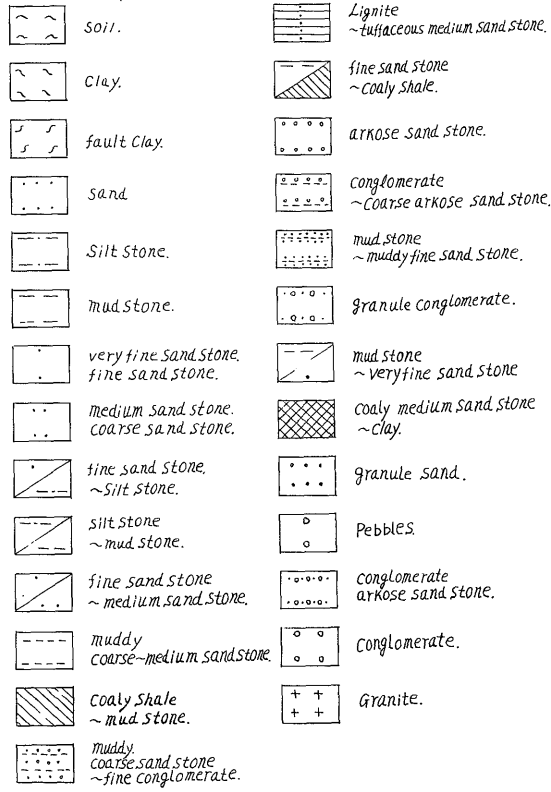 Soil.
Clay.
fault Clay.
Sand
Silt Stone.
mud Stone.
very fine Sand Stone.
fine sand stone.
medium sand stone.
coarse sand stone.
fine sand stone.
~Silt Stone.
silt stone
~mud stone.
fine sand stone
~medium sand stone.
muddy
coarse~medium sandstone.
Coaly Shale
~mud stone.
muddy.
coarse sand stone
~fine conglomerate.
Lignite
~tuffaceous medium sand stone.
fine sand stone
~Coaly Shale.
arkose sand stone.
Conglomerate
~Coarse arkose sand stone.
mud stone
~muddy fine sand stone.
granule Conglomerate.
mud stone
~very fine sand stone
Coaly medium sand stone
~clay.
granule sand.
Pebbles.
Conglomerate
arkose sand stone.
Conglomerate.
Granite.